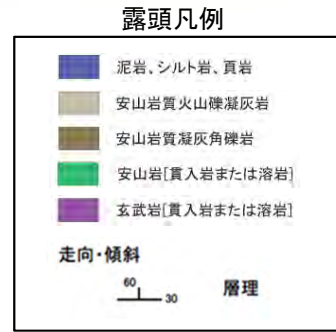 露頭凡例
泥岩、シルト岩、頁岩
安山岩質火山礫凝灰岩
安山岩質凝灰角礫岩
安山岩[貫入岩または溶岩]
玄武岩[貫入岩または溶岩]
走向・傾斜
60
30
層理